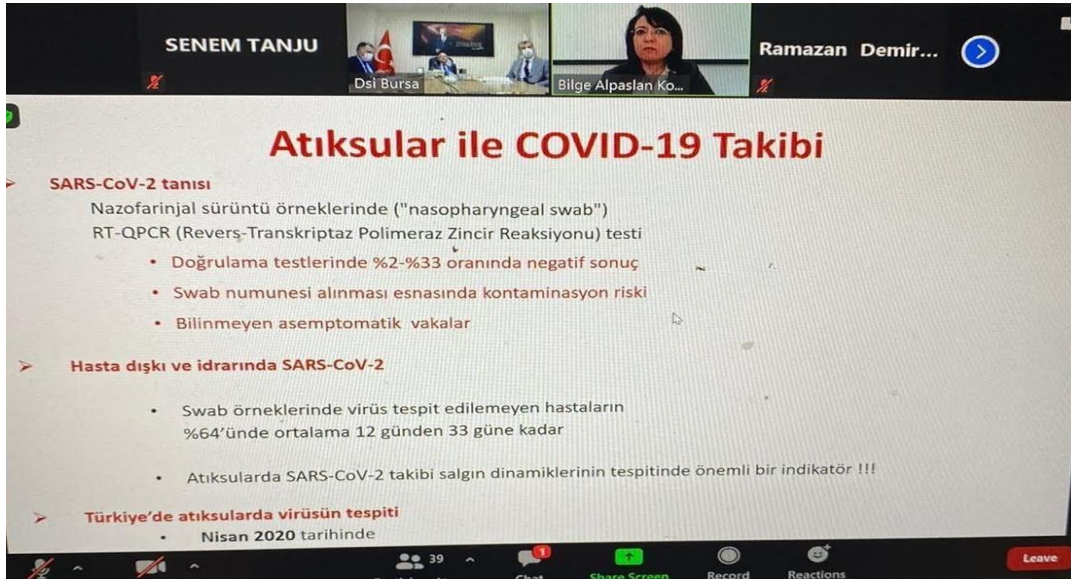 SENEM TANJU
Dsi Bursa
Bilge Alpaslan Ko...
Ramazan Demir...
Atıksular ile COVID-19 Takibi
SARS-CoV-2 tanısı
Nazofarinjal sürüntü örneklerinde ("nasopharyngeal swab")
RT-QPCR (Revers-Transkriptaz Polimeraz Zincir Reaksiyonu) testi
• Doğrulama testlerinde %2-%33 oranında negatif sonuç
• Swab numunesi alınması esnasında kontaminasyon riski
• Bilinmeyen asemptomatik vakalar
Hasta dışkı ve idrarında SARS-CoV-2
• Swab örneklerinde virüs tespit edilemeyen hastaların
%64'ünde ortalama 12 günden 33 güne kadar
• Atıksularda SARS-CoV-2 takibi salgın dinamiklerinin tespitinde önemli bir indikatör !!!
Türkiye'de atıksularda virüsün tespiti
• Nisan 2020 tarihinde
39
1
Chat
Share Screen
Record
Reactions
Leave